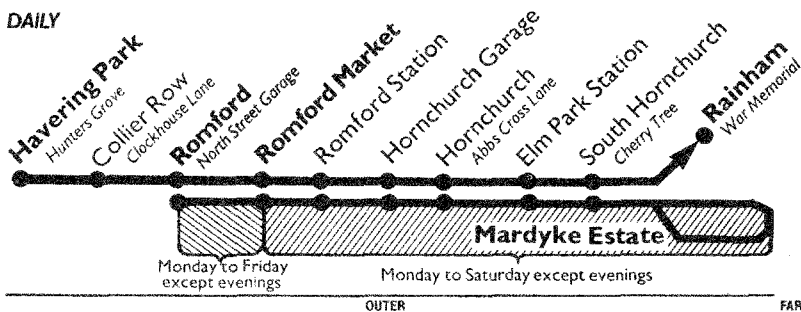 DAILY
Havering Park
Hunters Grove
Collier Row
Clockhouse Lane
Romford
North Street Garage
Romford Market
Romford Station
Hornchurch Garage
Hornchurch
Abbs Cross Lane
Elm Park Station
South Hornchurch
Cherry Tree
Rainham
War Memorial
Mardyke Estate
Monday to Friday
except evenings
Monday to Saturday except evenings
OUTER
FAR